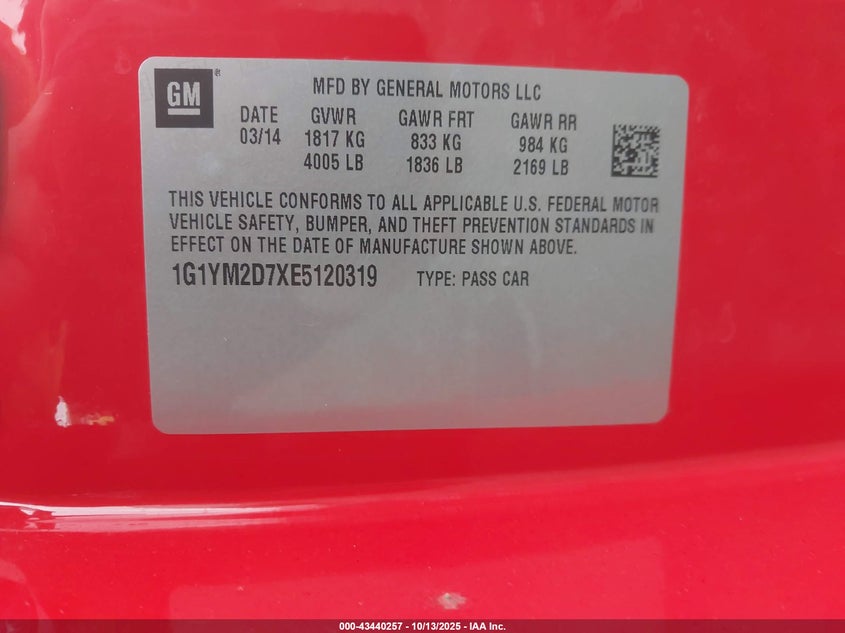 GM
MFD BY GENERAL MOTORS LLC
DATE GVWR GAWR FRT GAWR RR
03/14 1817 KG 833 KG 984 KG
4005 LB 1836 LB 2169 LB
THIS VEHICLE CONFORMS TO ALL APPLICABLE U.S. FEDERAL MOTOR
VEHICLE SAFETY, BUMPER, AND THEFT PREVENTION STANDARDS IN
EFFECT ON THE DATE OF MANUFACTURE SHOWN ABOVE.
1G1YM2D7XE5120319 TYPE: PASS CAR
000-43440257 - 10/13/2025 - IAA Inc.